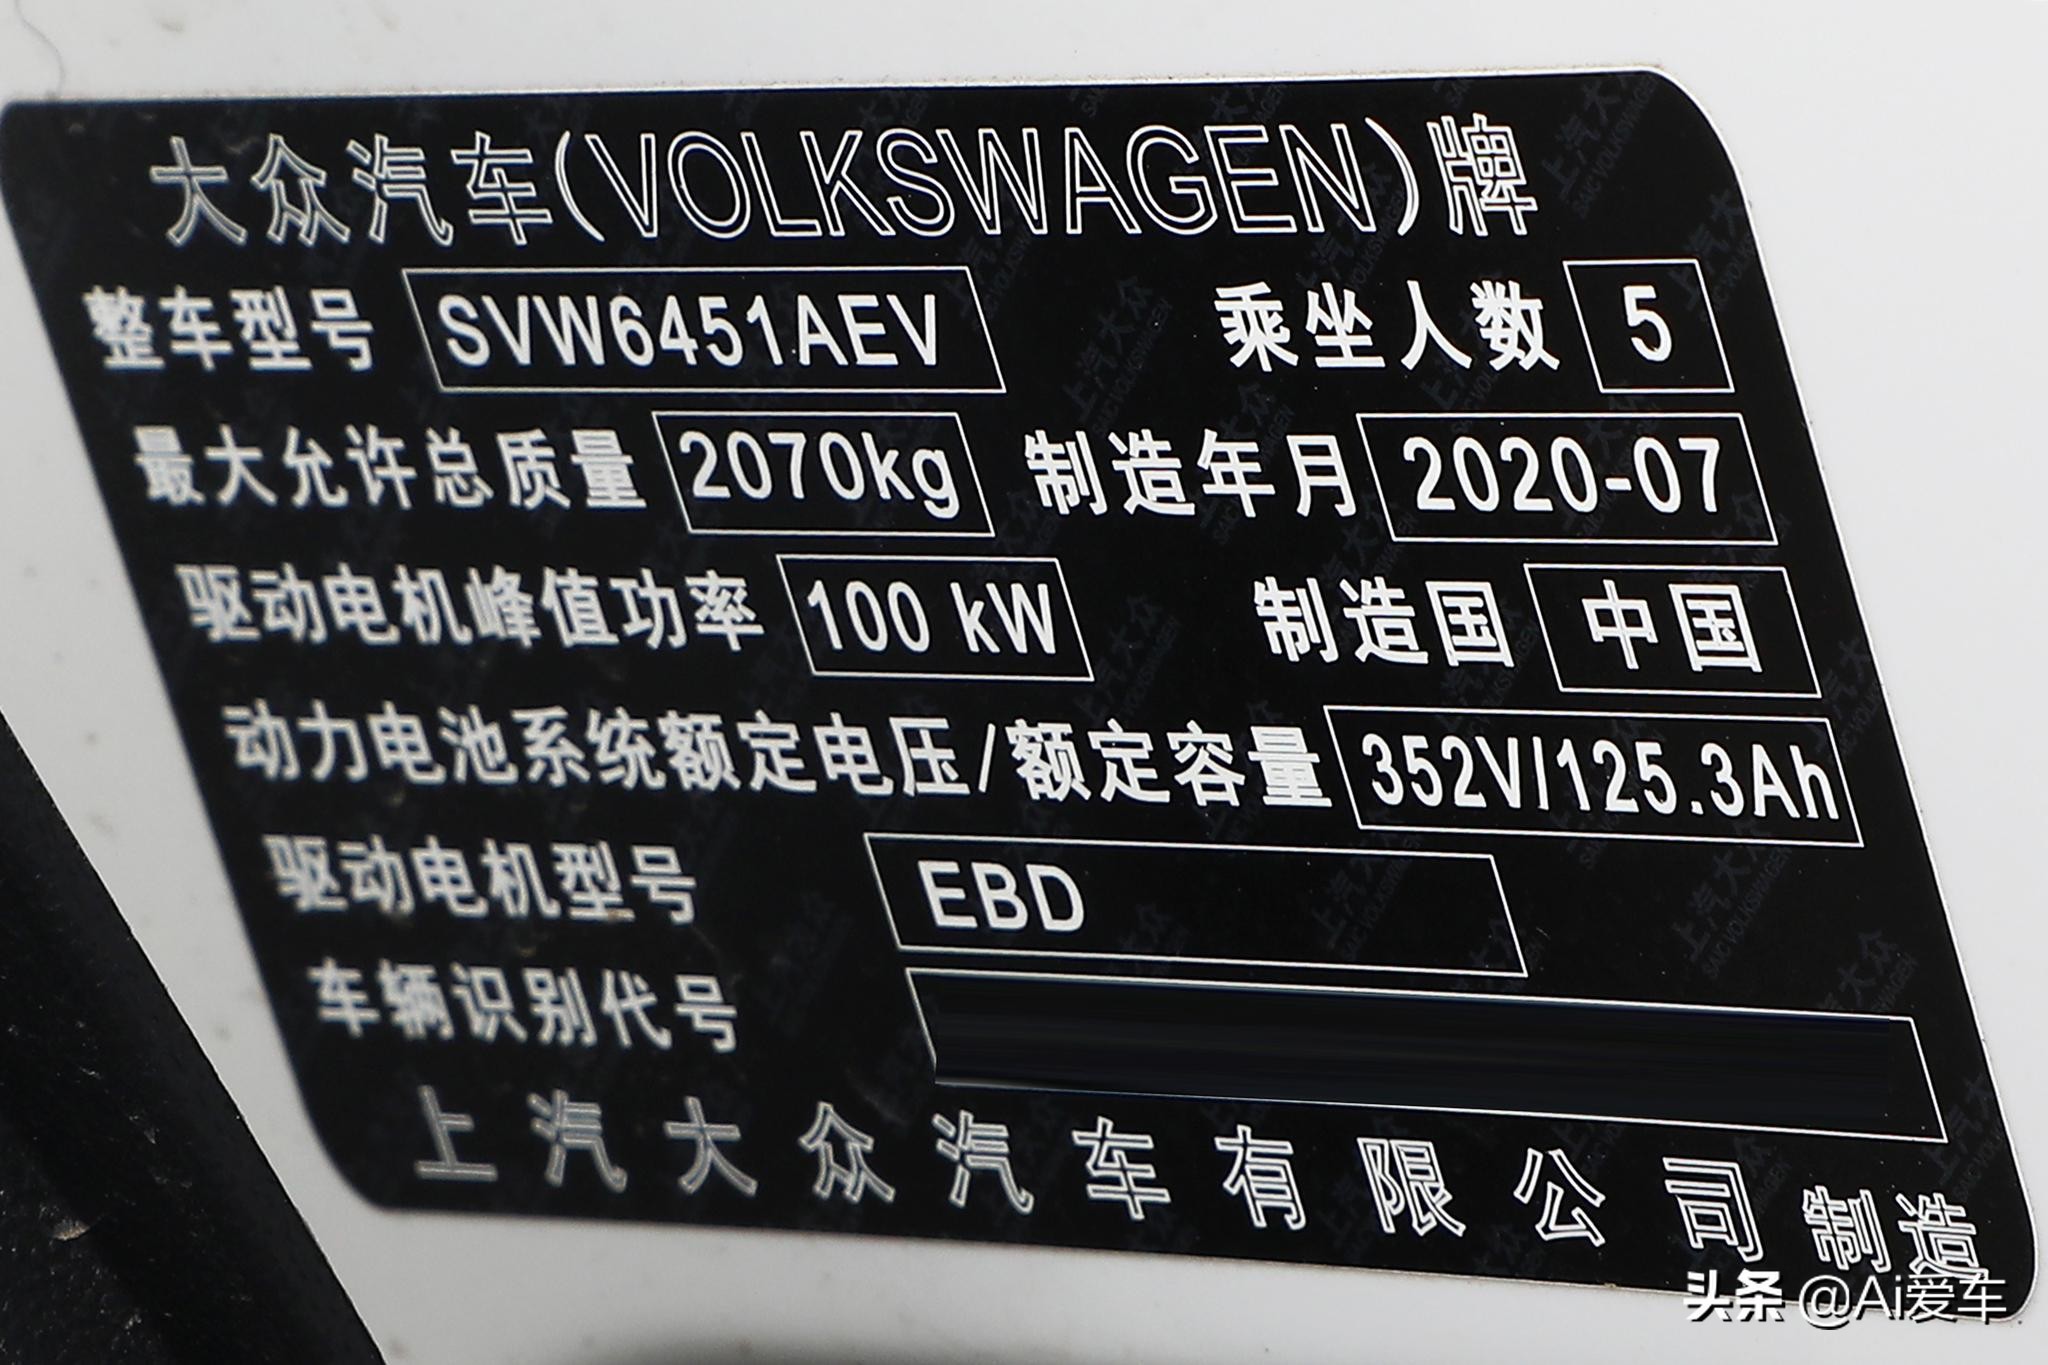 大众汽车(VOLKSWAGEN)牌
整车型号 SVW6451AEV 乘坐人数 5
最大允许总质量 2070kg 制造年月 2020-07
驱动电机峰值功率 100 kW 制造国 中国
动力电池系统额定电压/额定容量 352V/125.3Ah
驱动电机型号 EBD
车辆识别代号
上汽大众汽车有限公司制造
头条 @Ai爱车